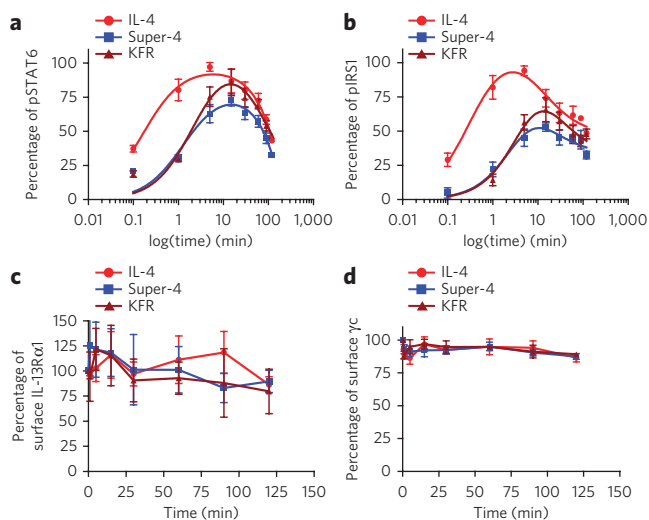 a
IL-4
Super-4
KFR
Percentage of pSTAT6
100
75
50
25
0
0.01 0.1 1 10 100 1,000
log(time) (min)
b
IL-4
Super-4
KFR
Percentage of pIRS1
100
75
50
25
0
0.01 0.1 1 10 100 1,000
log(time) (min)
c
IL-4
Super-4
KFR
Percentage of
surface IL-13Rα1
150
125
100
75
50
25
0
0 25 50 75 100 125 150
Time (min)
d
IL-4
Super-4
KFR
Percentage of surface γc
125
100
75
50
25
0
0 25 50 75 100 125 150
Time (min)